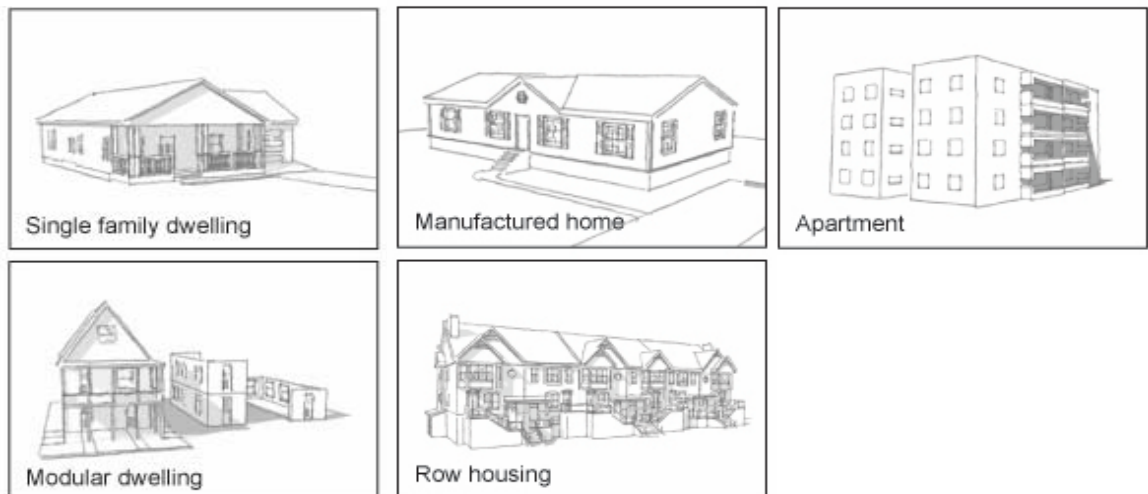 Single family dwelling
Manufactured home
Apartment
Modular dwelling
Row housing